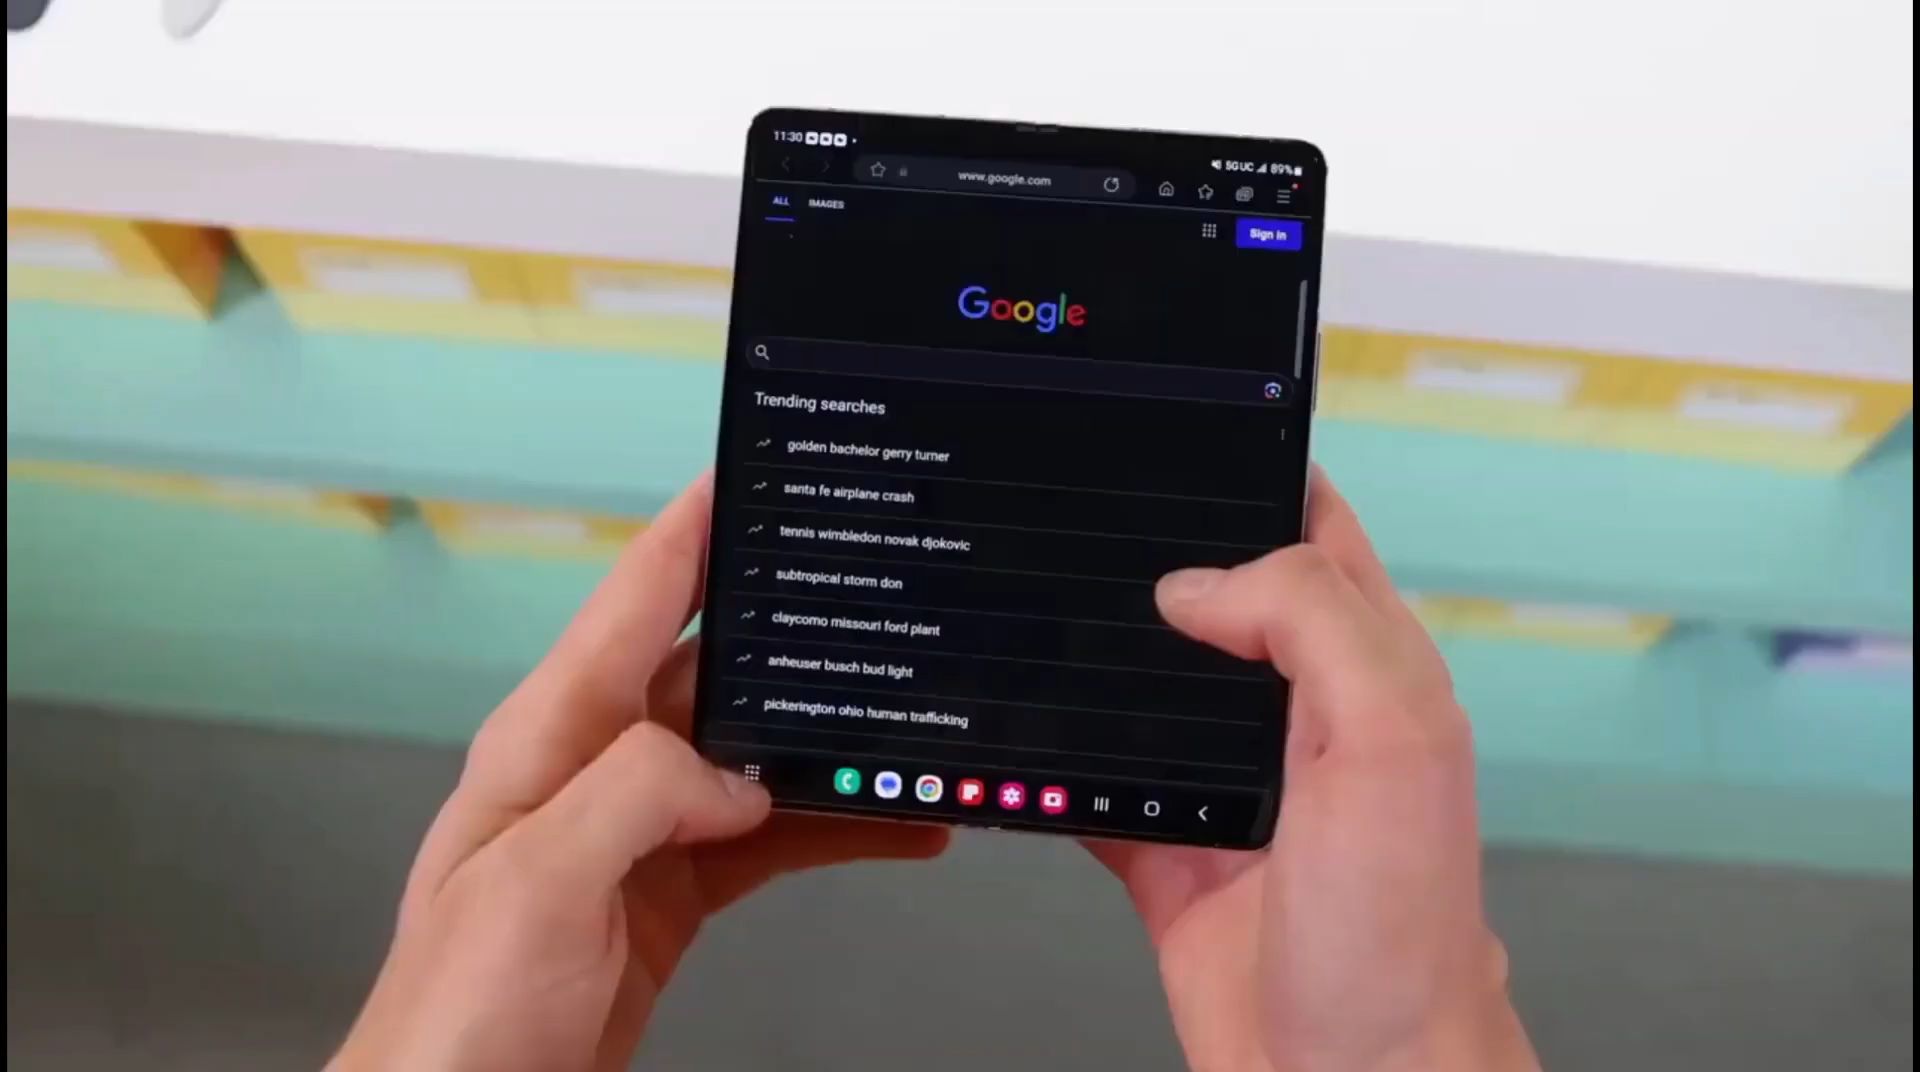 11:30
5G UC 89%
www.google.com
ALL IMAGES
Sign in
Google
Trending searches
golden bachelor gerry turner
santa fe airplane crash
tennis wimbledon novak djokovic
subtropical storm don
claycomo missouri ford plant
anheuser busch bud light
pickerington ohio human trafficking